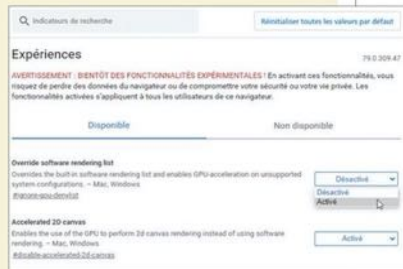 Indicateurs de recherche
Réinitialiser toutes les valeurs par défaut
Expériences
79.0.309.47
AVERTISSEMENT : BIENTÔT DES FONCTIONNALITÉS EXPÉRIMENTALES ! En activant ces fonctionnalités, vous
risquez de perdre des données du navigateur ou de compromettre votre sécurité ou votre vie privée. Les
fonctionnalités activées s'appliquent à tous les utilisateurs de ce navigateur.
Disponible
Non disponible
Override software rendering list
Overrides the built-in software rendering list and enables GPU-acceleration on unsupported
system configurations. – Mac, Windows
#ignore-gpu-denylist
Désactivé
Désactivé
Activé
Accelerated 2D canvas
Enables the use of the GPU to perform 2d canvas rendering instead of using software
rendering. – Mac, Windows
#disable-accelerated-2d-canvas
Activé